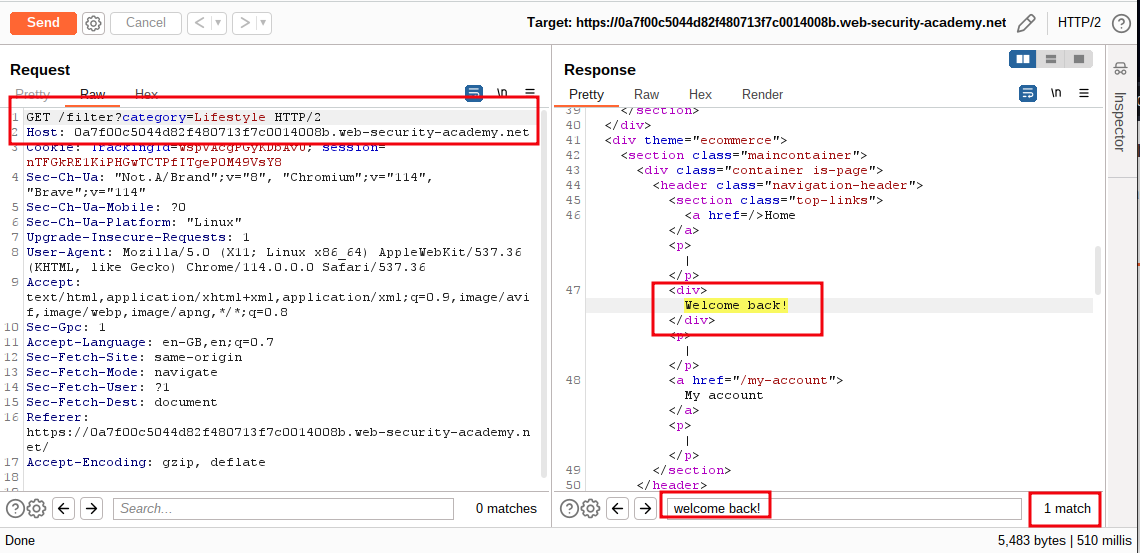 Send
Cancel
<
>
Target: https://0a7f00c5044d82f480713f7c0014008b.web-security-academy.net
HTTP/2
?
Request
Pretty
Raw
Hex
\n
1 GET /filter?category=Lifestyle HTTP/2
2 Host: 0a7f00c5044d82f480713f7c0014008b.web-security-academy.net
3 Cookie: TrackingId=wspVAcgPGyKDbAv0; session=
nTFGkRE1KiPHGwTCTPfITgePOM49VsY8
4 Sec-Ch-Ua: "Not.A/Brand";v="8", "Chromium";v="114",
"Brave";v="114"
5 Sec-Ch-Ua-Mobile: ?0
6 Sec-Ch-Ua-Platform: "Linux"
7 Upgrade-Insecure-Requests: 1
8 User-Agent: Mozilla/5.0 (X11; Linux x86_64) AppleWebKit/537.36
(KHTML, like Gecko) Chrome/114.0.0.0 Safari/537.36
9 Accept:
text/html,application/xhtml+xml,application/xml;q=0.9,image/avi
f,image/webp,image/apng,*/*;q=0.8
10 Sec-Gpc: 1
11 Accept-Language: en-GB,en;q=0.7
12 Sec-Fetch-Site: same-origin
13 Sec-Fetch-Mode: navigate
14 Sec-Fetch-User: ?1
15 Sec-Fetch-Dest: document
16 Referer:
https://0a7f00c5044d82f480713f7c0014008b.web-security-academy.n
et/
17 Accept-Encoding: gzip, deflate
18
19
?
Search...
0 matches
Response
Pretty
Raw
Hex
Render
\n
39 </section>
40 </div>
41 <div theme="ecommerce">
42 <section class="maincontainer">
43 <div class="container is-page">
44 <header class="navigation-header">
45 <section class="top-links">
46 <a href=/>Home
</a>
<p>
|
</p>
47 <div>
Welcome back!
</div>
<p>
|
</p>
48 <a href="/my-account">
My account
</a>
<p>
|
</p>
49 </section>
50 </header>
?
welcome back!
1 match
Inspector
Done
5,483 bytes | 510 millis